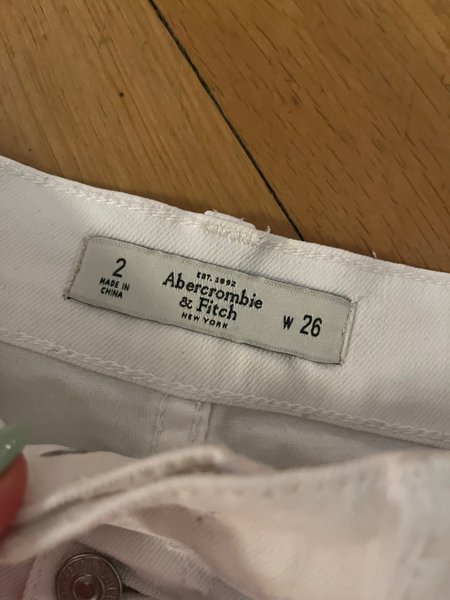 2
MADE IN
CHINA
EST. 1892
Abercrombie
& Fitch
NEW YORK
W 26